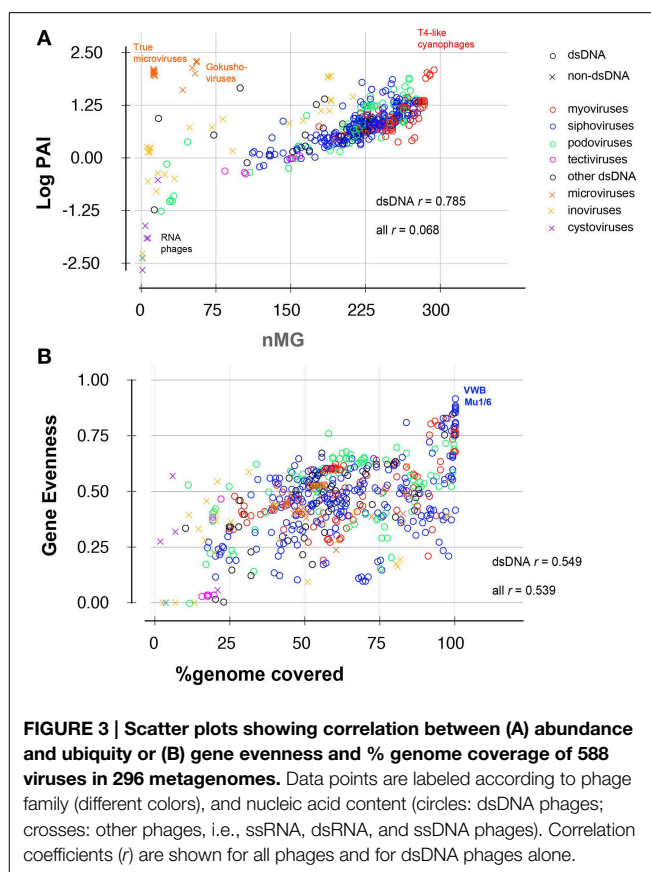 A
2.50
1.25
0.00
-1.25
-2.50
Log PAI
True
microviruses
Gokusho-
viruses
T4-like
cyanophages
RNA
phages
dsDNA r = 0.785
all r = 0.068
0
75
150
225
300
nMG
dsDNA
non-dsDNA
myoviruses
siphoviruses
podoviruses
tectiviruses
other dsDNA
microviruses
inoviruses
cystoviruses
B
1.00
0.75
0.50
0.25
0.00
Gene Evenness
VWB
Mu1/6
dsDNA r = 0.549
all r = 0.539
0
25
50
75
100
%genome covered
FIGURE 3 | Scatter plots showing correlation between (A) abundance
and ubiquity or (B) gene evenness and % genome coverage of 588
viruses in 296 metagenomes. Data points are labeled according to phage
family (different colors), and nucleic acid content (circles: dsDNA phages;
crosses: other phages, i.e., ssRNA, dsRNA, and ssDNA phages). Correlation
coefficients (r) are shown for all phages and for dsDNA phages alone.